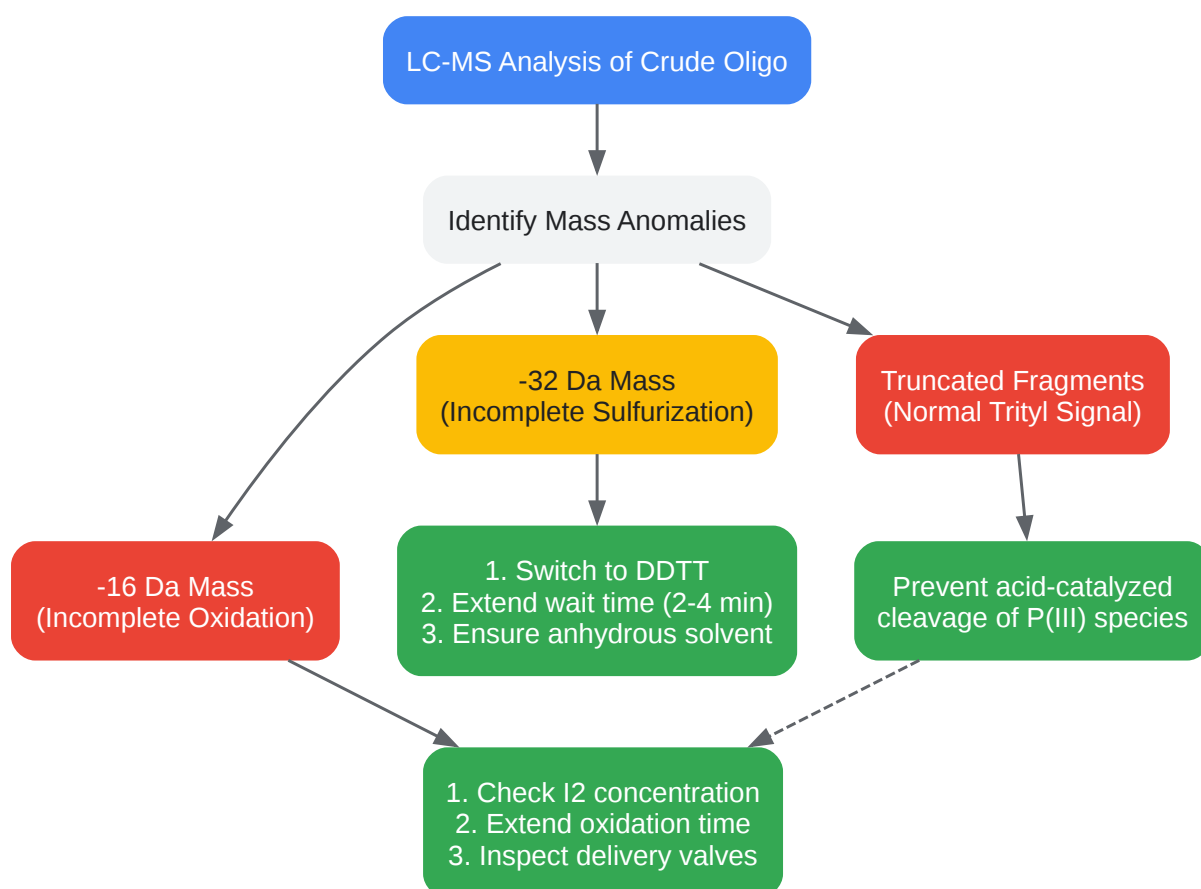 LC-MS Analysis of Crude Oligo
Identify Mass Anomalies
-32 Da Mass
(Incomplete Sulfurization)
Truncated Fragments
(Normal Trityl Signal)
-16 Da Mass
(Incomplete Oxidation)
1. Switch to DDTT
2. Extend wait time (2-4 min)
3. Ensure anhydrous solvent
Prevent acid-catalyzed
cleavage of P(III) species
1. Check I2 concentration
2. Extend oxidation time
3. Inspect delivery valves